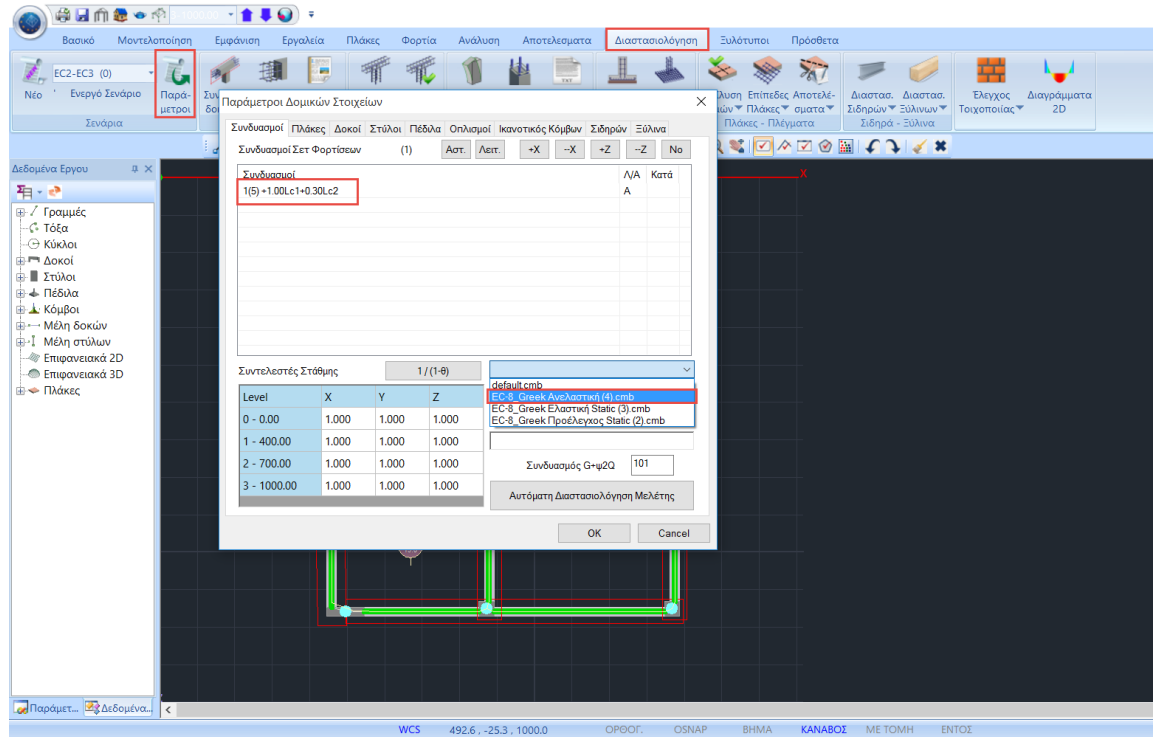 Βασικό Μοντελοποίηση Εμφάνιση Εργαλεία Πλάκες Φορτία Ανάλυση Αποτελεσματα Διαστασιολόγηση Ξυλότυποι Πρόσθετα
EC2-EC3 (0)
Νέο Ενεργό Σενάριο
Παρά-
μετροι
Σενάρια
Επίπεδες Αποτελέ-
Πλάκες σματα
Πλάκες - Πλέγματα
Διαστασ. Διαστασ.
Σιδηρών Ξύλινων
Σιδηρά - Ξύλινα
Έλεγχος
Τοιχοποιίας
Διαγράμματα
2D
Δεδομένα Εργου
Γραμμές
Τόξα
Κύκλοι
Δοκοί
Στύλοι
Πέδιλα
Κόμβοι
Μέλη δοκών
Μέλη στύλων
Επιφανειακά 2D
Επιφανειακά 3D
Πλάκες
Παράμετ... Δεδομένα...
Παράμετροι Δομικών Στοιχείων
Συνδυασμοί Πλάκες Δοκοί Στύλοι Πέδιλα Οπλισμοί Ικανοτικός Κόμβων Σιδηρών Ξύλινα
Συνδυασμοί Σετ Φορτίσεων (1) Αστ. Λειτ. +X -X +Z -Z No
Συνδυασμοί Λ/Α Κατά
1(5) +1.00Lc1+0.30Lc2 A
Συντελεστές Στάθμης 1 / (1-θ)
Level X Y Z
0 - 0.00 1.000 1.000 1.000
1 - 400.00 1.000 1.000 1.000
2 - 700.00 1.000 1.000 1.000
3 - 1000.00 1.000 1.000 1.000
default.cmb
EC-8_Greek Ανελαστική (4).cmb
EC-8_Greek Ελαστική Static (3).cmb
EC-8_Greek Προέλεγχος Static (2).cmb
Συνδυασμός G+ψ2Q 101
Αυτόματη Διαστασιολόγηση Μελέτης
OK Cancel
X
WCS 492.6 , -25.3 , 1000.0 ΟΡΘΟΓ. OSNAP ΒΗΜΑ ΚΑΝΑΒΟΣ ΜΕ ΤΟΜΗ ΕΝΤΟΣ